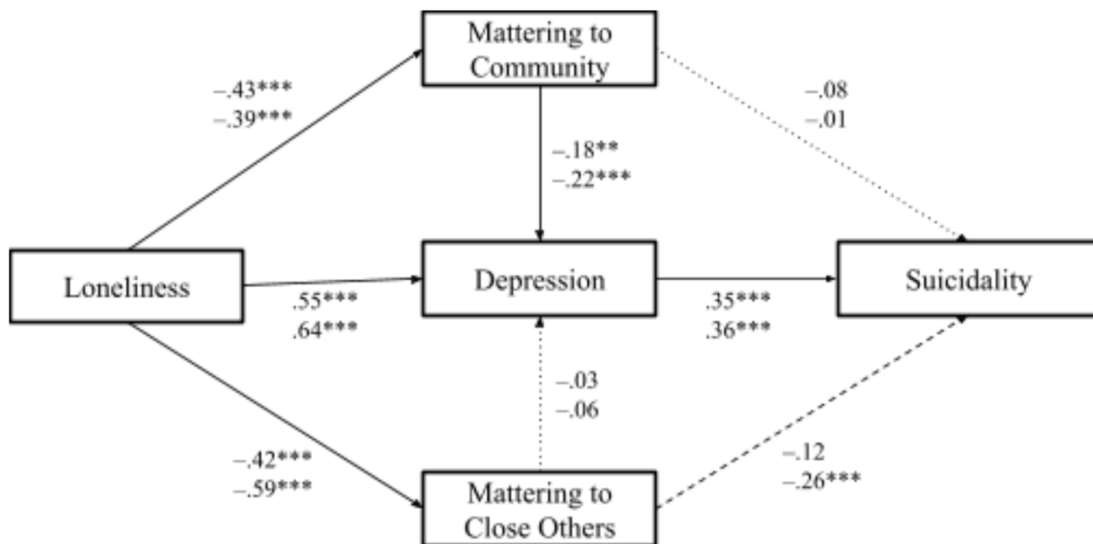 Mattering to
Community
–.43***
–.39***
–.08
–.01
–.18**
–.22***
Loneliness
Depression
Suicidality
.55***
.64***
.35***
.36***
–.03
–.06
–.42***
–.59***
–.12
–.26***
Mattering to
Close Others